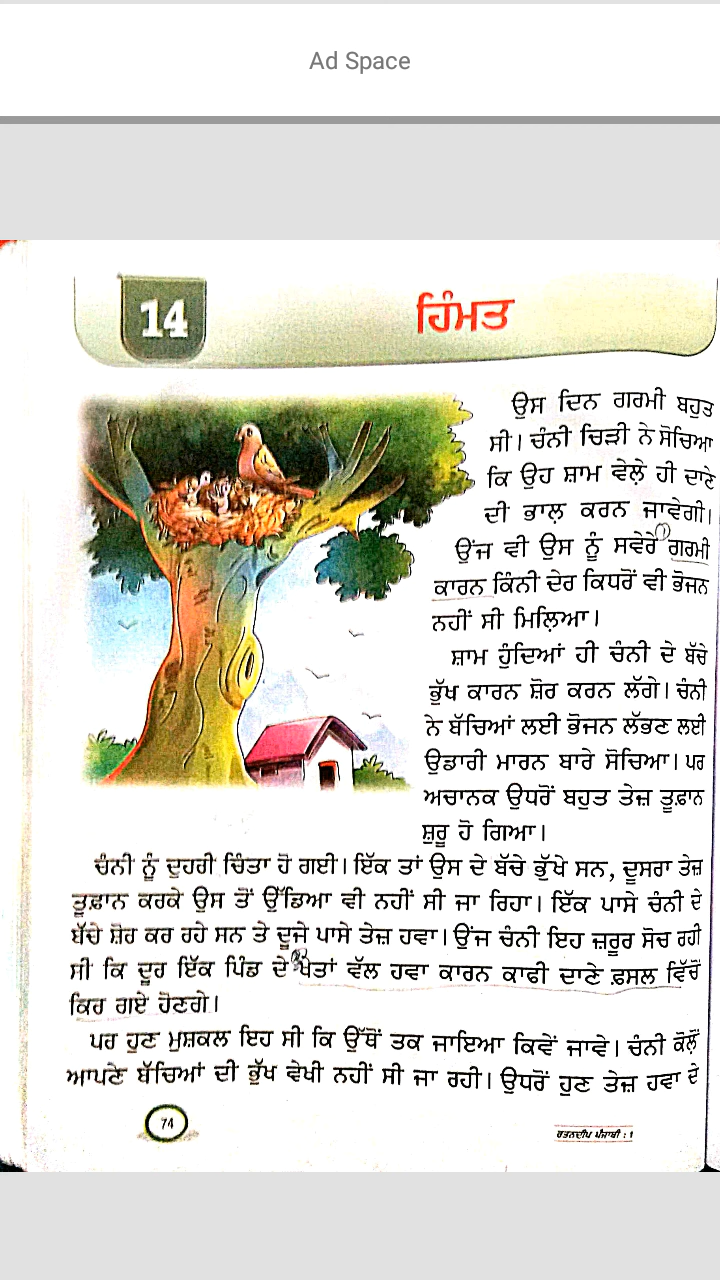 Ad Space
14
ਹਿੰਮਤ
ਉਸ ਦਿਨ ਗਰਮੀ ਬਹੁਤ
ਸੀ। ਚੰਨੀ ਚਿੜੀ ਨੇ ਸੋਚਿਆ
ਕਿ ਉਹ ਸ਼ਾਮ ਵੇਲ਼ੇ ਹੀ ਦਾਣੇ
ਦੀ ਭਾਲ਼ ਕਰਨ ਜਾਵੇਗੀ।
ਉਂਜ ਵੀ ਉਸ ਨੂੰ ਸਵੇਰੇ ਗਰਮੀ
ਕਾਰਨ ਕਿੰਨੀ ਦੇਰ ਕਿਧਰੋਂ ਵੀ ਭੋਜਨ
ਨਹੀਂ ਸੀ ਮਿਲ਼ਿਆ।
ਸ਼ਾਮ ਹੁੰਦਿਆਂ ਹੀ ਚੰਨੀ ਦੇ ਬੱਚੇ
ਭੁੱਖ ਕਾਰਨ ਸ਼ੋਰ ਕਰਨ ਲੱਗੇ। ਚੰਨੀ
ਨੇ ਬੱਚਿਆਂ ਲਈ ਭੋਜਨ ਲੱਭਣ ਲਈ
ਉਡਾਰੀ ਮਾਰਨ ਬਾਰੇ ਸੋਚਿਆ। ਪਰ
ਅਚਾਨਕ ਉਧਰੋਂ ਬਹੁਤ ਤੇਜ਼ ਤੂਫ਼ਾਨ
ਸ਼ੁਰੂ ਹੋ ਗਿਆ।
ਚੰਨੀ ਨੂੰ ਦੁਹਰੀ ਚਿੰਤਾ ਹੋ ਗਈ। ਇੱਕ ਤਾਂ ਉਸ ਦੇ ਬੱਚੇ ਭੁੱਖੇ ਸਨ, ਦੂਸਰਾ ਤੇਜ਼
ਤੂਫ਼ਾਨ ਕਰਕੇ ਉਸ ਤੋਂ ਉੱਡਿਆ ਵੀ ਨਹੀਂ ਸੀ ਜਾ ਰਿਹਾ। ਇੱਕ ਪਾਸੇ ਚੰਨੀ ਦੇ
ਬੱਚੇ ਸ਼ੋਰ ਕਰ ਰਹੇ ਸਨ ਤੇ ਦੂਜੇ ਪਾਸੇ ਤੇਜ਼ ਹਵਾ। ਉਂਜ ਚੰਨੀ ਇਹ ਜ਼ਰੂਰ ਸੋਚ ਰਹੀ
ਸੀ ਕਿ ਦੂਰ ਇੱਕ ਪਿੰਡ ਦੇ ਖੇਤਾਂ ਵੱਲ ਹਵਾ ਕਾਰਨ ਕਾਫੀ ਦਾਣੇ ਫ਼ਸਲ ਵਿੱਚੋਂ
ਕਿਰ ਗਏ ਹੋਣਗੇ।
ਪਰ ਹੁਣ ਮੁਸ਼ਕਲ ਇਹ ਸੀ ਕਿ ਉੱਥੋਂ ਤਕ ਜਾਇਆ ਕਿਵੇਂ ਜਾਵੇ। ਚੰਨੀ ਕੋਲ਼ੋਂ
ਆਪਣੇ ਬੱਚਿਆਂ ਦੀ ਭੁੱਖ ਵੇਖੀ ਨਹੀਂ ਸੀ ਜਾ ਰਹੀ। ਉਧਰੋਂ ਹੁਣ ਤੇਜ਼ ਹਵਾ ਦੇ
74
ਰਤਨਦੀਪ ਪੰਜਾਬੀ : 1